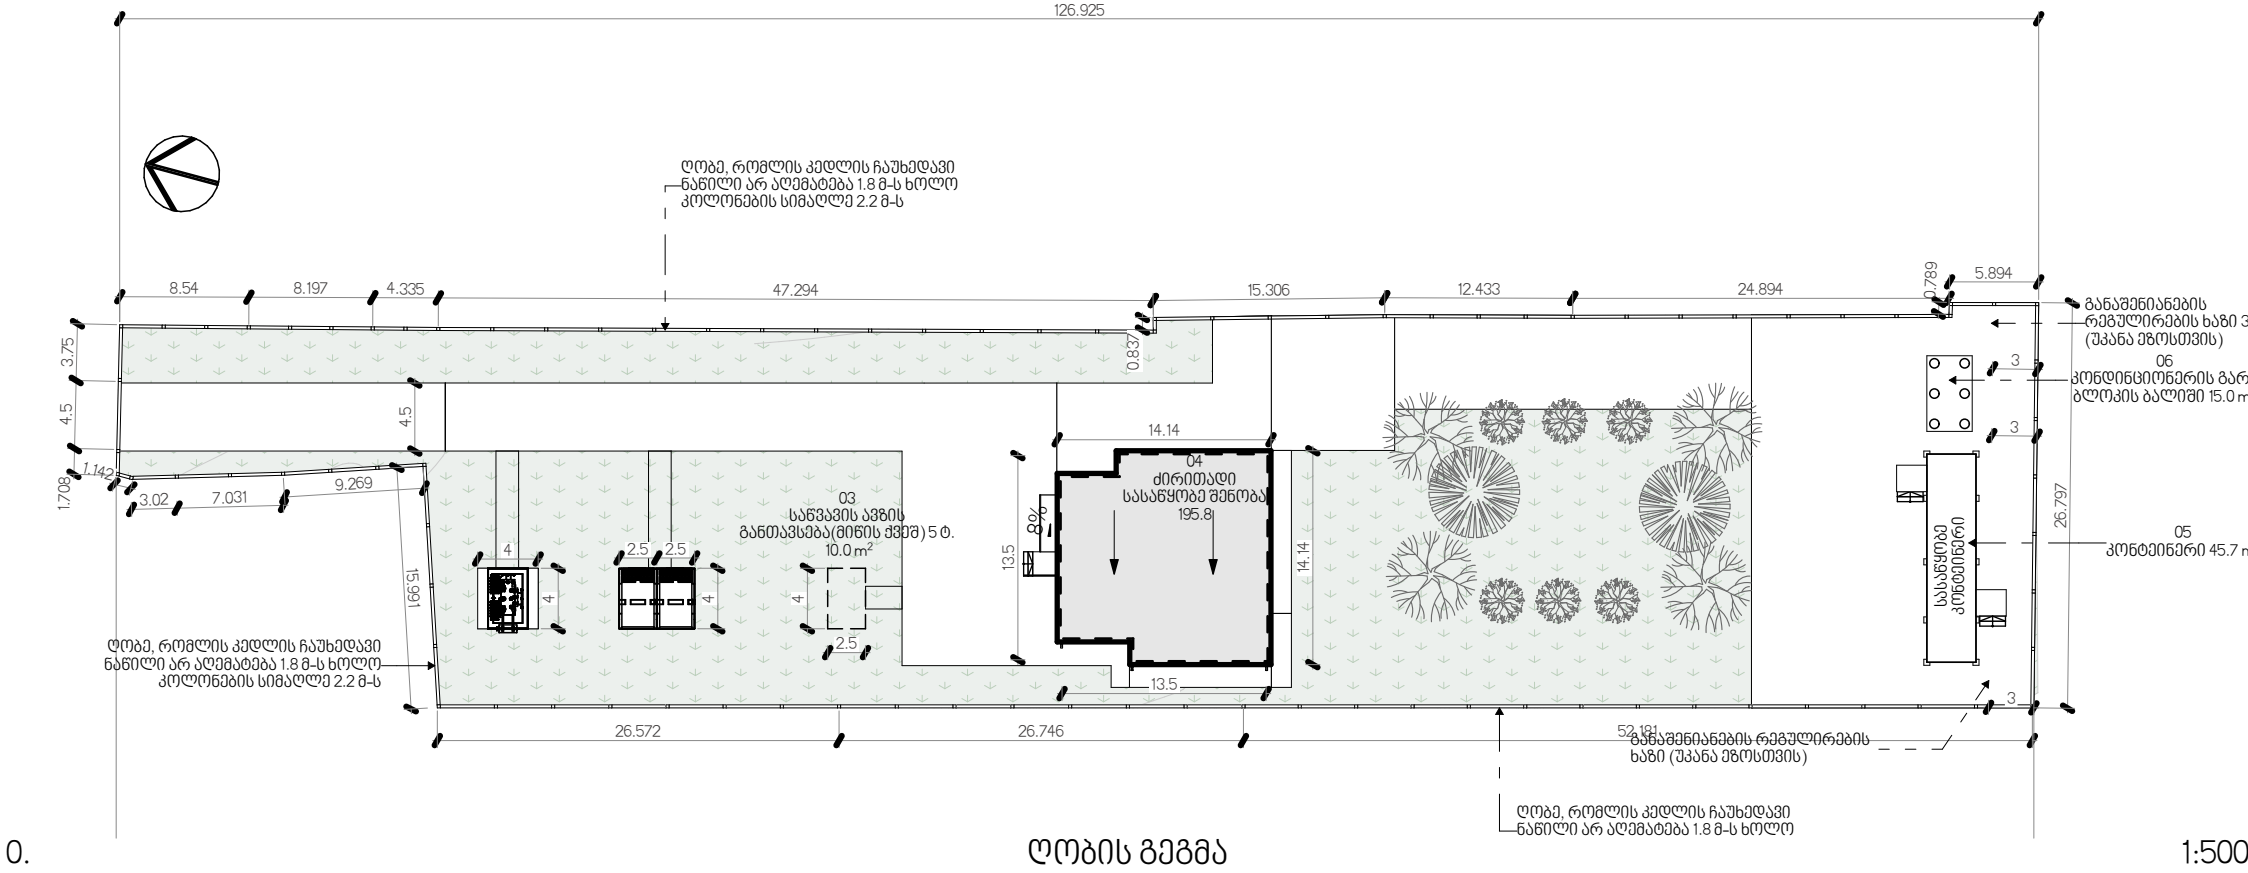 126.925
ღობე, რომლის კედლის ჩაუხედავი
ნაწილი არ აღემატება 1.8 მ-ს ხოლო
კოლონების სიმაღლე 2.2 მ-ს
8.54
8.197
4.335
47.294
15.306
12.433
24.894
0.789
5.894
განაშენიანების
რეგულირების ხაზი 3
(უკანა ეზოსთვის)
06
კონდინციონერის გარ
ბლოკის ბალიში 15.0 m
3
3
3.75
4.5
4.5
0.837
1.142
1.708
3.02
7.031
9.269
15.991
14.14
04
ძირითადი
სასაწყობე შენობა
195.8
8%
13.5
14.14
13.5
03
საწვავის ავზის
განთავსება(მიწის ქვეშ) 5 ტ.
10.0 m²
4
4
2.5
2.5
4
4
2.5
სასაწყობე
კონტეინერი
26.797
05
კონტეინერი 45.7 m
3
ღობე, რომლის კედლის ჩაუხედავი
ნაწილი არ აღემატება 1.8 მ-ს ხოლო
კოლონების სიმაღლე 2.2 მ-ს
26.572
26.746
52.181
განაშენიანების რეგულირების
ხაზი (უკანა ეზოსთვის)
ღობე, რომლის კედლის ჩაუხედავი
ნაწილი არ აღემატება 1.8 მ-ს ხოლო
0.
ღობის გეგმა
1:500